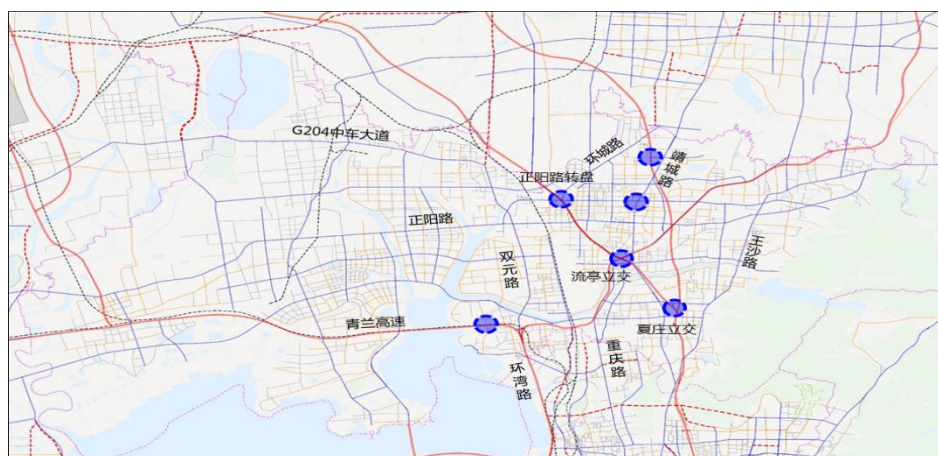 G204中车大道
环城路
靖城路
正阳路转盘
正阳路
王沙路
双元路
流亭立交
青兰高速
夏庄立交
重庆路
环湾路